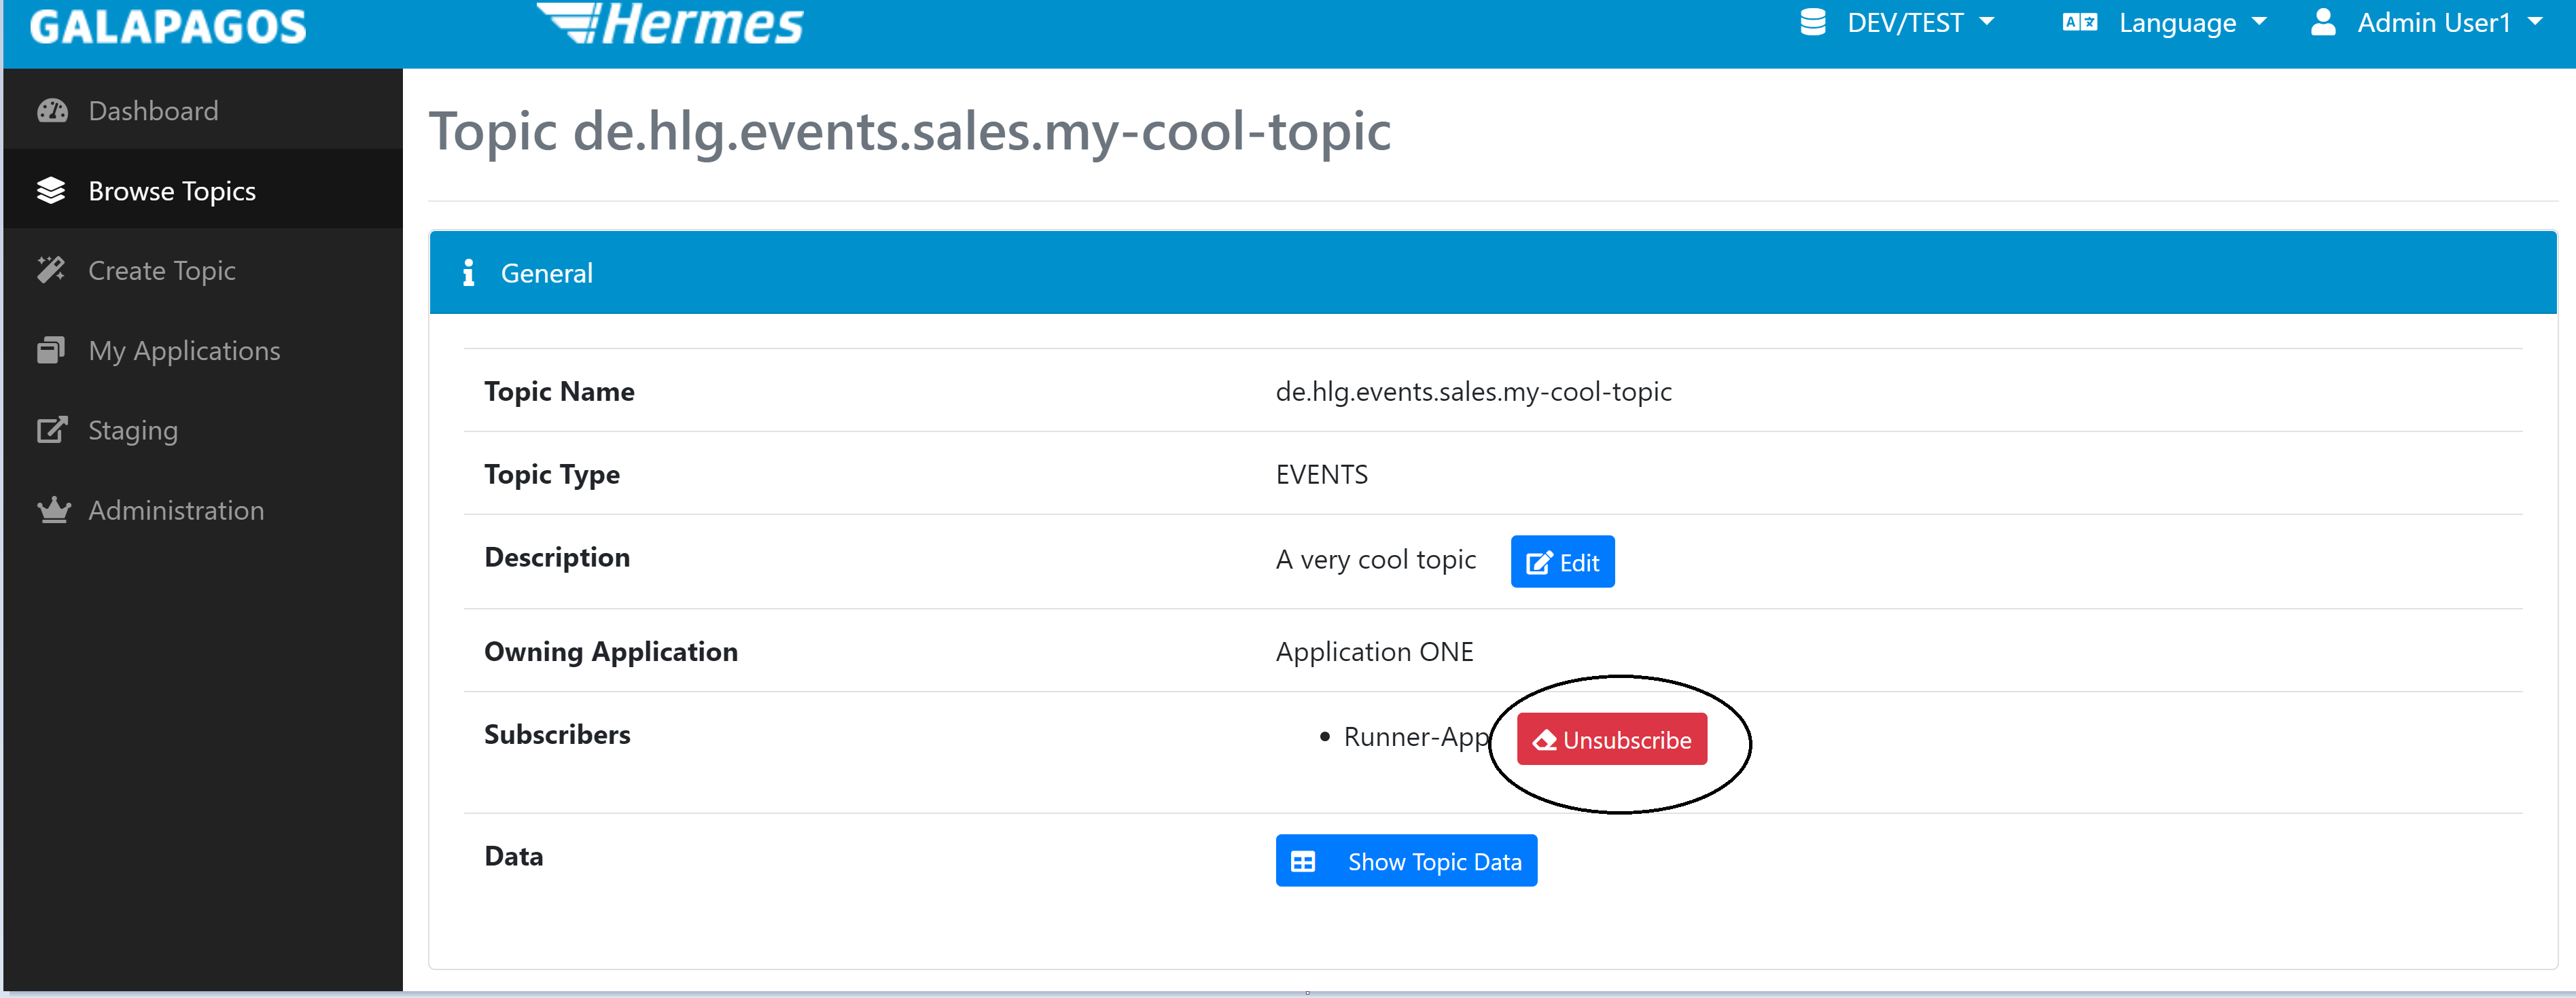 GALAPAGOS Hermes DEV/TEST Language Admin User1
Dashboard
Browse Topics
Create Topic
My Applications
Staging
Administration
Topic de.hlg.events.sales.my-cool-topic
General
Topic Name de.hlg.events.sales.my-cool-topic
Topic Type EVENTS
Description A very cool topic Edit
Owning Application Application ONE
Subscribers • Runner-App Unsubscribe
Data Show Topic Data